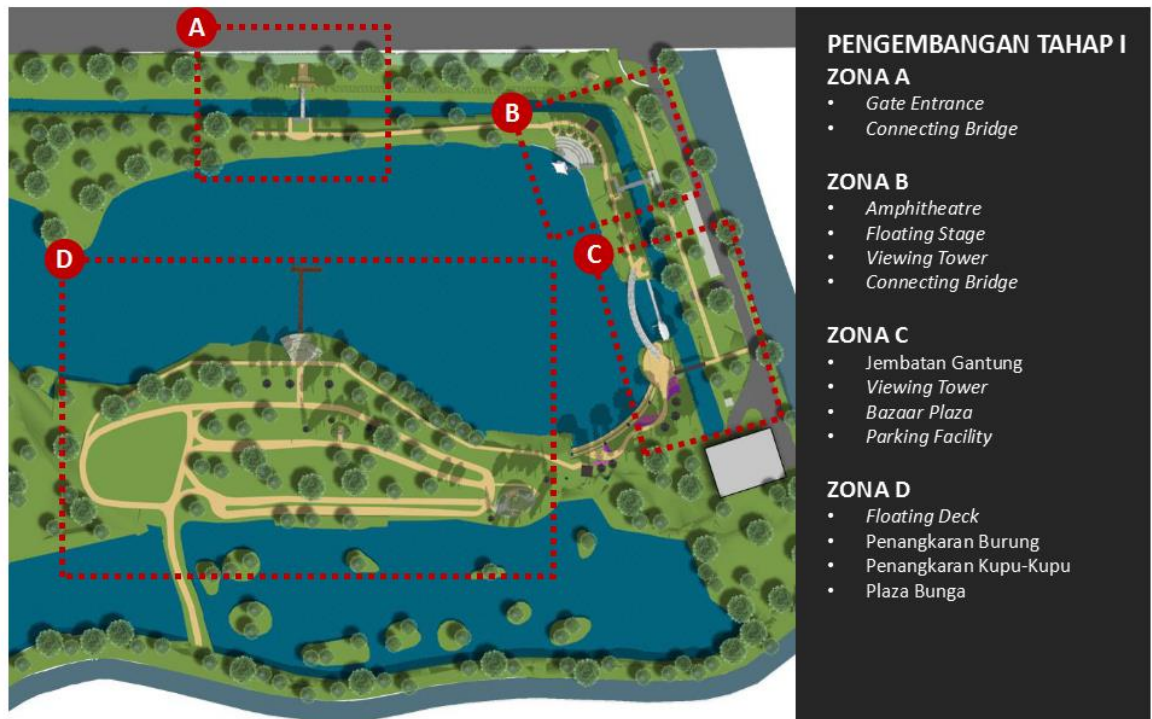 A
B
C
D
PENGEMBANGAN TAHAP I
ZONA A
• Gate Entrance
• Connecting Bridge
ZONA B
• Amphitheatre
• Floating Stage
• Viewing Tower
• Connecting Bridge
ZONA C
• Jembatan Gantung
• Viewing Tower
• Bazaar Plaza
• Parking Facility
ZONA D
• Floating Deck
• Penangkaran Burung
• Penangkaran Kupu-Kupu
• Plaza Bunga